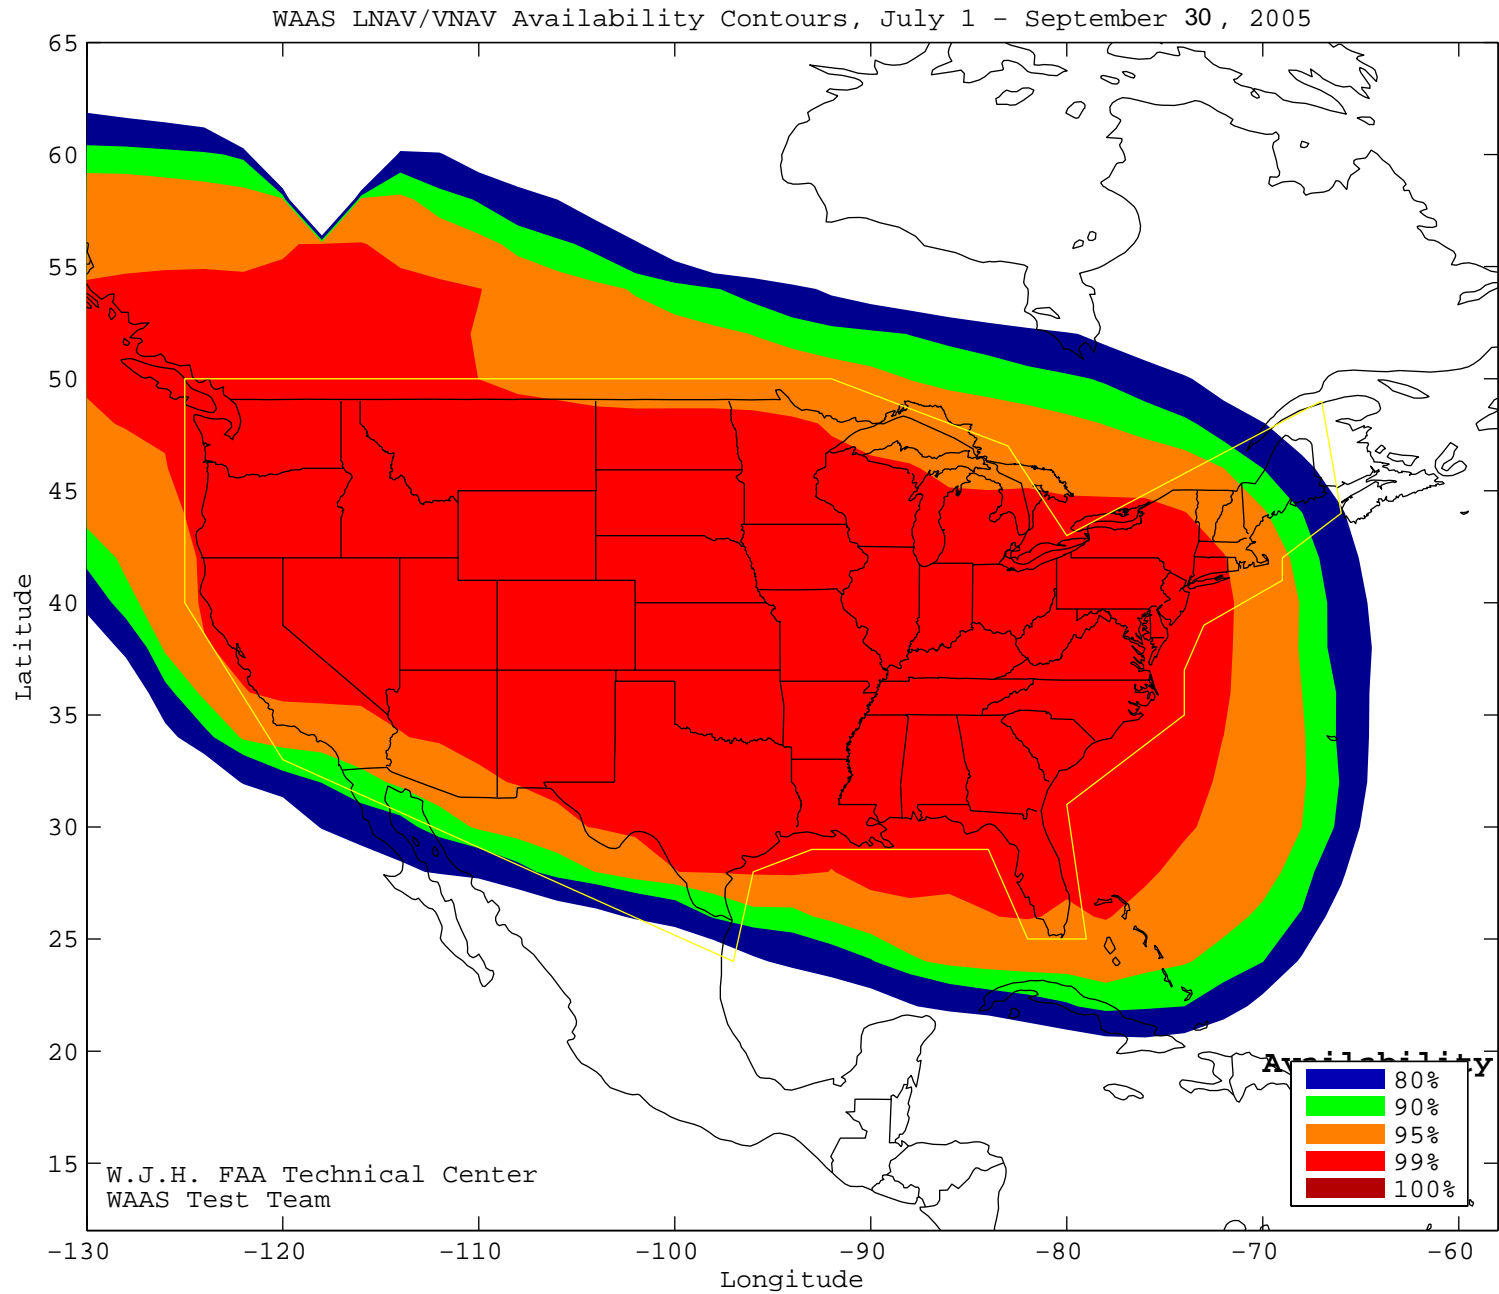 WAAS LNAV/VNAV Availability Contours, July 1 - September 30, 2005
65
60
55
50
45
40
35
30
25
20
15
Latitude
Availability
80%
90%
95%
99%
100%
W.J.H. FAA Technical Center
WAAS Test Team
-130 -120 -110 -100 -90 -80 -70 -60
Longitude